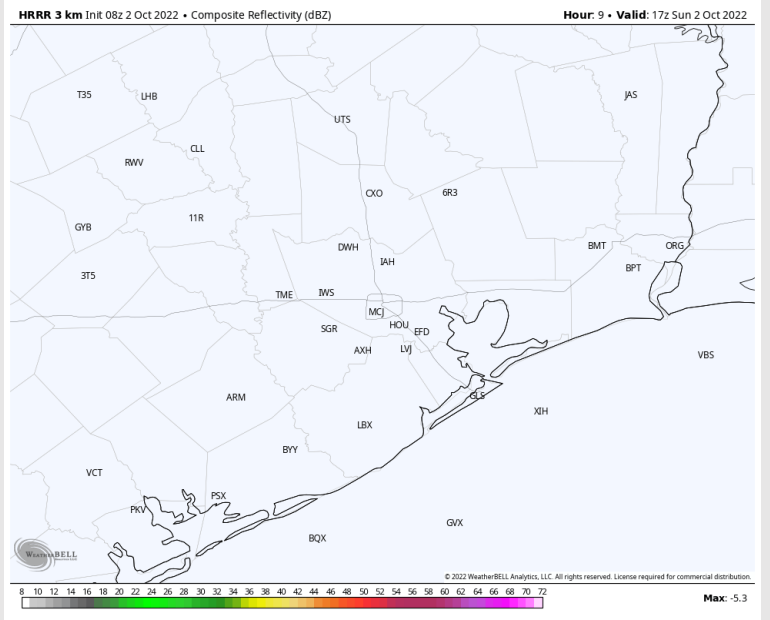 HRRR 3 km Init 08z 2 Oct 2022 • Composite Reflectivity (dBZ) Hour: 9 • Valid: 17z Sun 2 Oct 2022
T35 LHB JAS
UTS
CLL
RWV
CXO 6R3
11R
GYB
DWH BMT ORG
IAH
3T5 BPT
TME IWS
MCJ
SGR HOU EFD
AXH LVJ VBS
ARM GLS
XIH
LBX
BYY
VCT
PSX
PKV
GVX
BQX
WEATHERBELL
© 2022 WeatherBELL Analytics, LLC. All rights reserved. License required for commercial distribution.
8 10 12 14 16 18 20 22 24 26 28 30 32 34 36 38 40 42 44 46 48 50 52 54 56 58 60 62 64 66 68 70 72 Max: -5.3